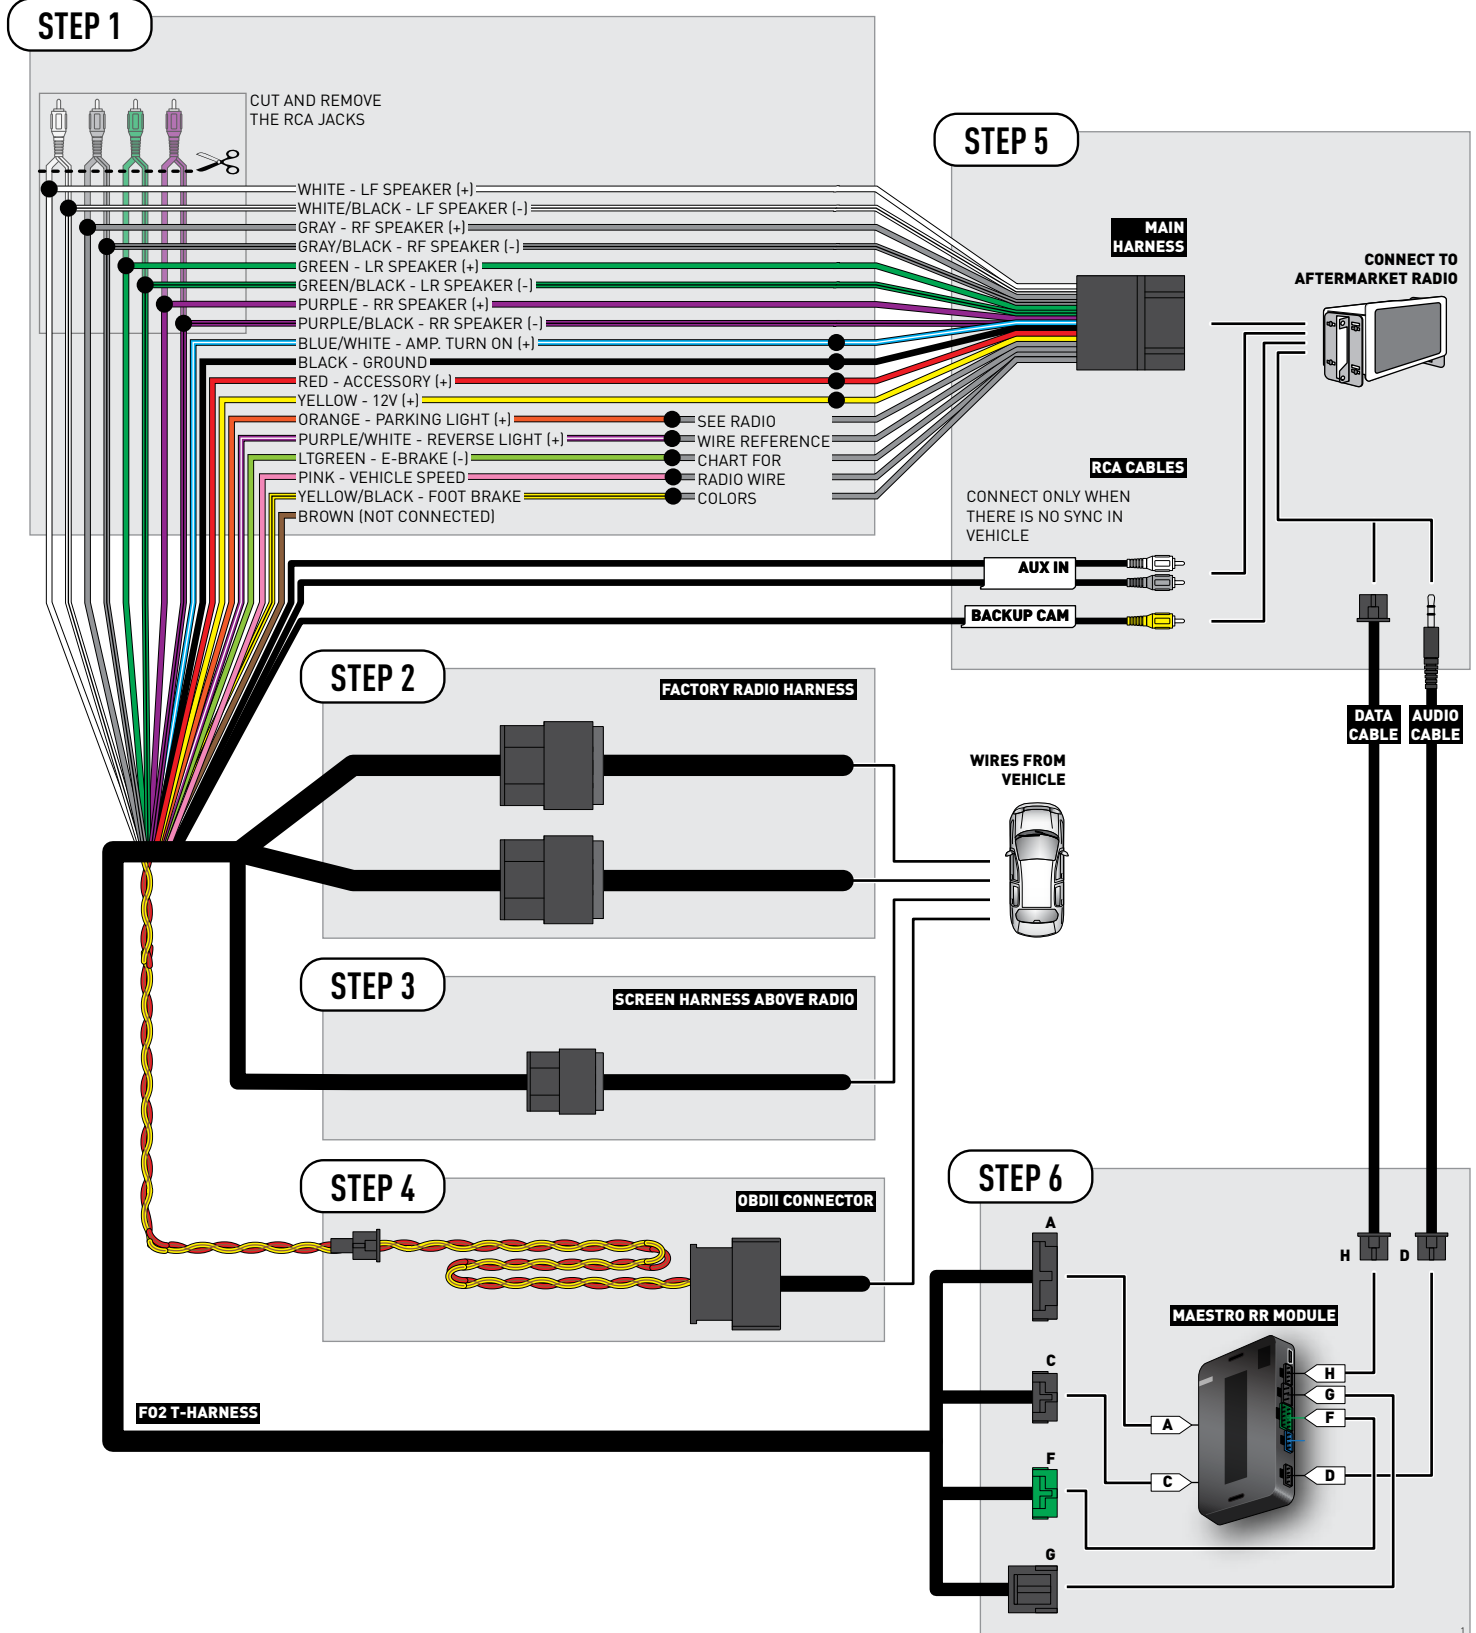 STEP 1
CUT AND REMOVE
THE RCA JACKS
WHITE - LF SPEAKER (+)
WHITE/BLACK - LF SPEAKER (-)
GRAY - RF SPEAKER (+)
GRAY/BLACK - RF SPEAKER (-)
GREEN - LR SPEAKER (+)
GREEN/BLACK - LR SPEAKER (-)
PURPLE - RR SPEAKER (+)
PURPLE/BLACK - RR SPEAKER (-)
BLUE/WHITE - AMP. TURN ON (+)
BLACK - GROUND
RED - ACCESSORY (+)
YELLOW - 12V (+)
ORANGE - PARKING LIGHT (+)
PURPLE/WHITE - REVERSE LIGHT (+)
LTGREEN - E-BRAKE (-)
PINK - VEHICLE SPEED
YELLOW/BLACK - FOOT BRAKE
BROWN (NOT CONNECTED)
SEE RADIO
WIRE REFERENCE
CHART FOR
RADIO WIRE
COLORS
STEP 5
MAIN
HARNESS
CONNECT TO
AFTERMARKET RADIO
RCA CABLES
CONNECT ONLY WHEN
THERE IS NO SYNC IN
VEHICLE
AUX IN
BACKUP CAM
DATA
CABLE
AUDIO
CABLE
STEP 2
FACTORY RADIO HARNESS
WIRES FROM
VEHICLE
STEP 3
SCREEN HARNESS ABOVE RADIO
STEP 4
OBDII CONNECTOR
F02 T-HARNESS
STEP 6
A
H
D
MAESTRO RR MODULE
C
H
G
F
A
D
C
F
G
1